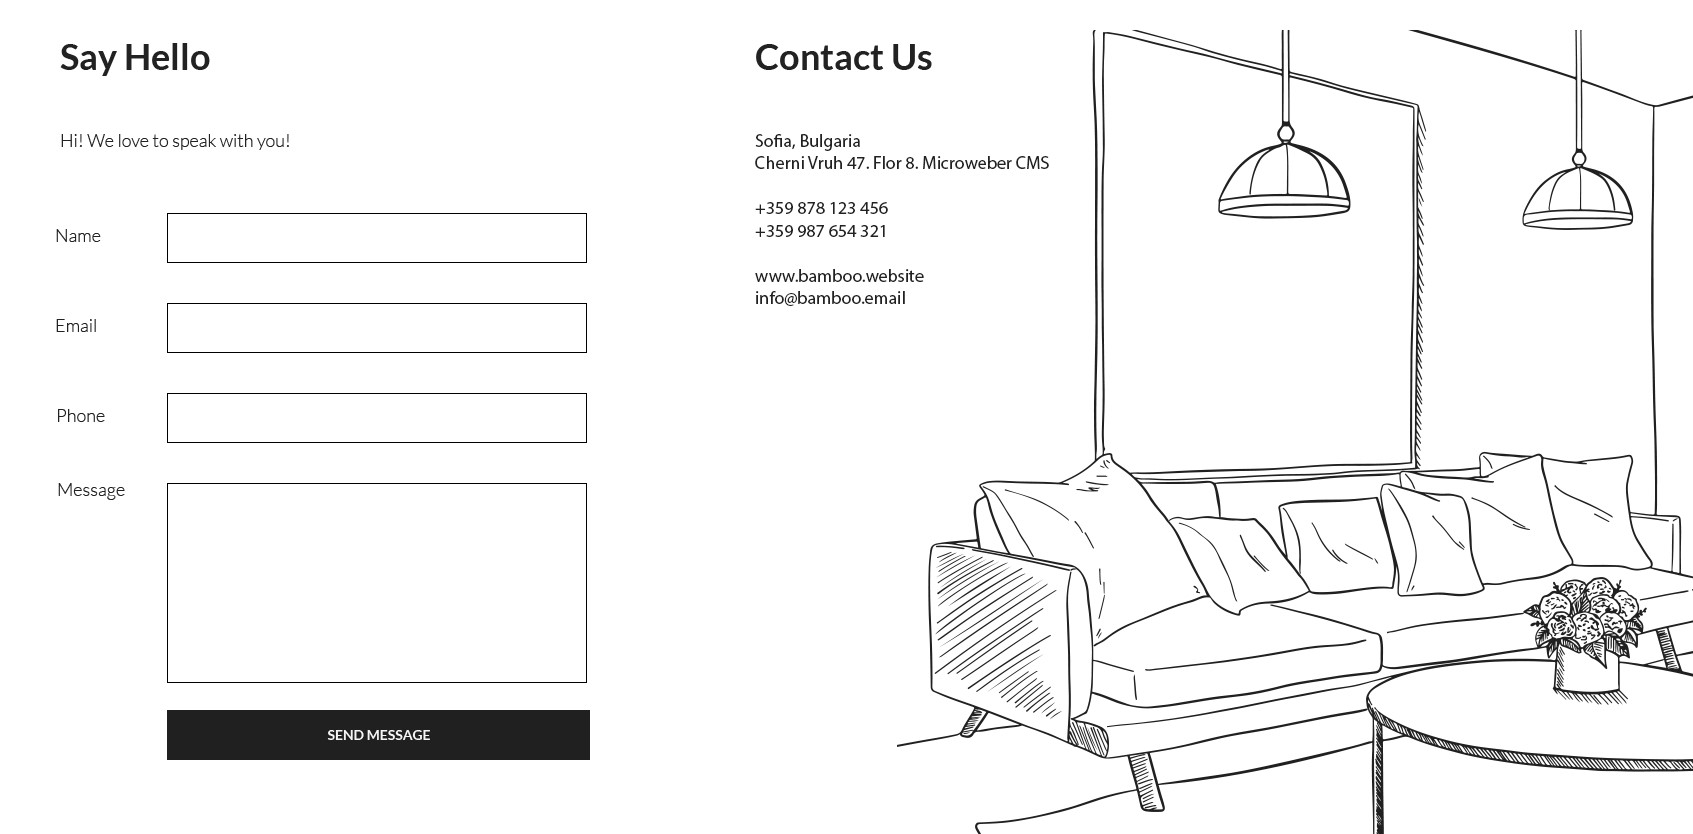 Say Hello
Hi! We love to speak with you!
Name
Email
Phone
Message
SEND MESSAGE
Contact Us
Sofia, Bulgaria
Cherni Vruh 47. Flor 8. Microweber CMS
+359 878 123 456
+359 987 654 321
www.bamboo.website
info@bamboo.email